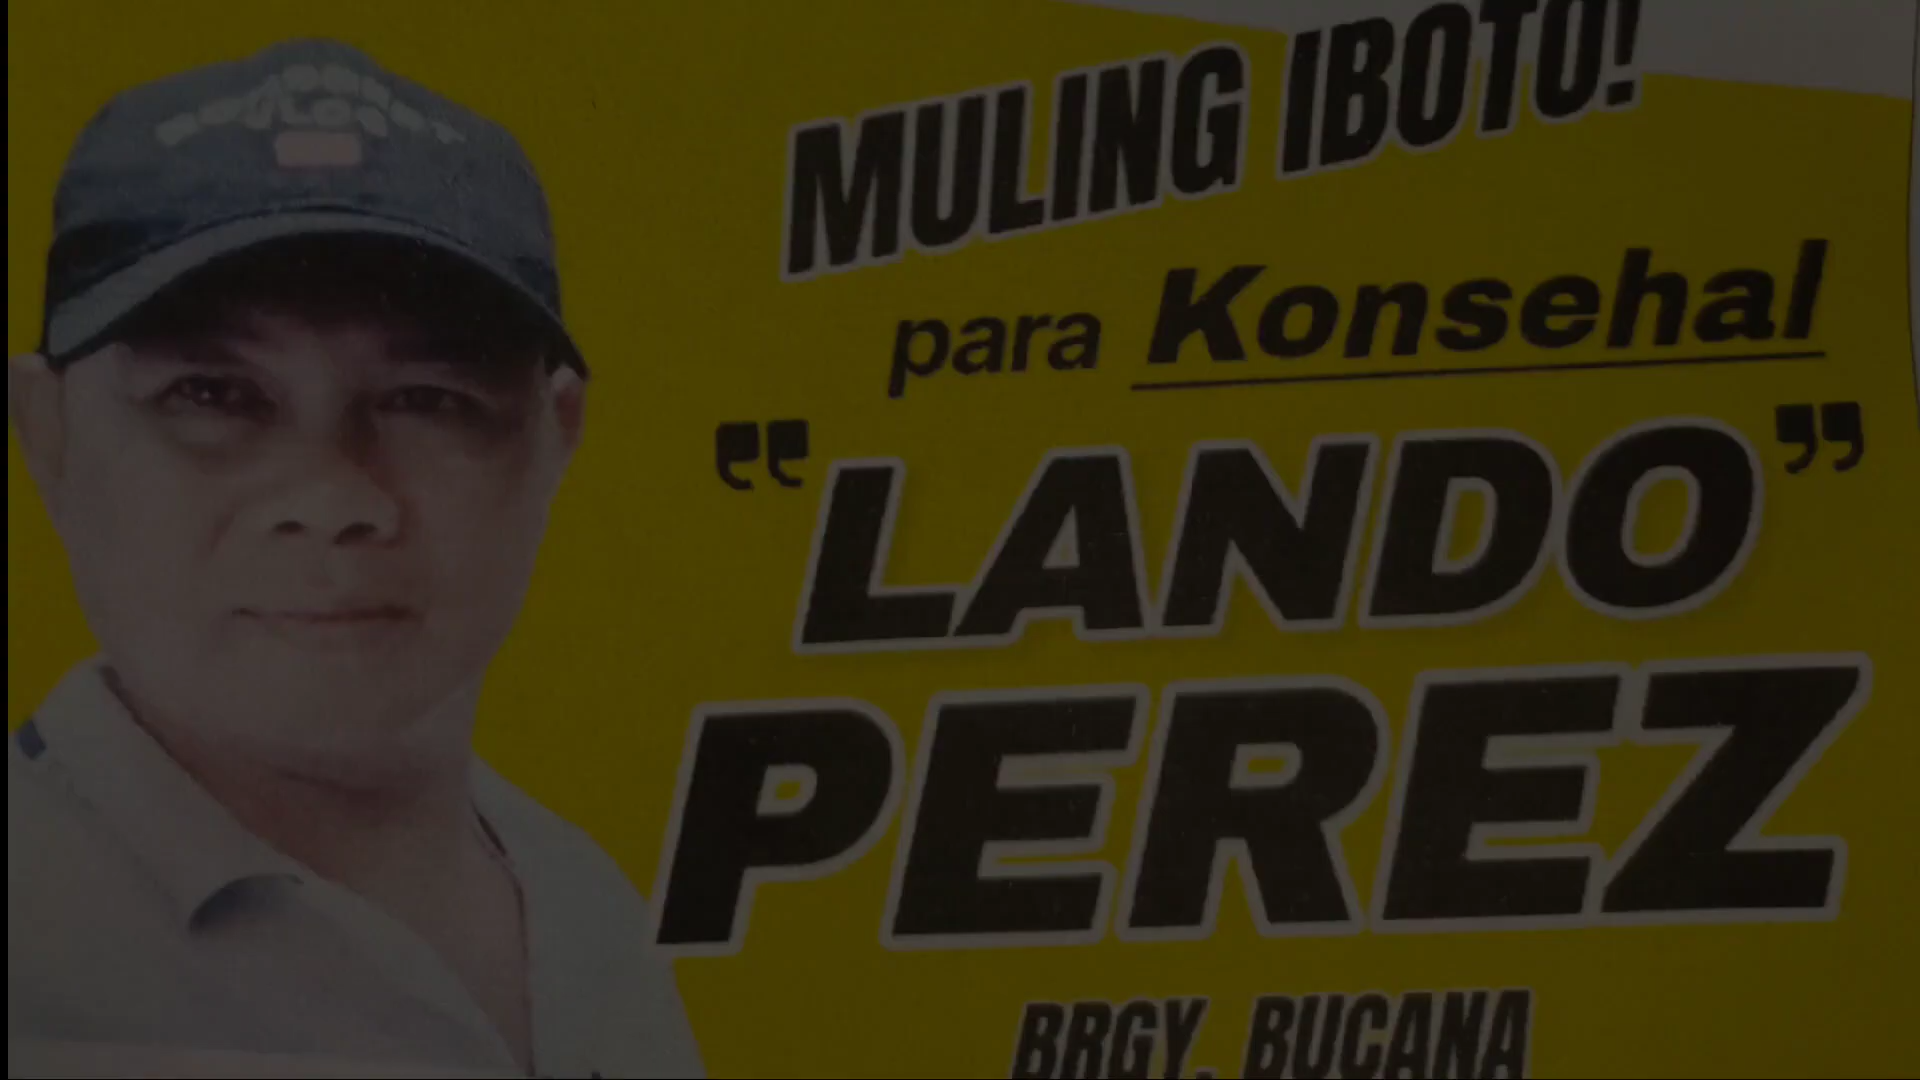 MULING IBOTO!
para Konsehal
"LANDO"
PEREZ
BRGY. BUCANA